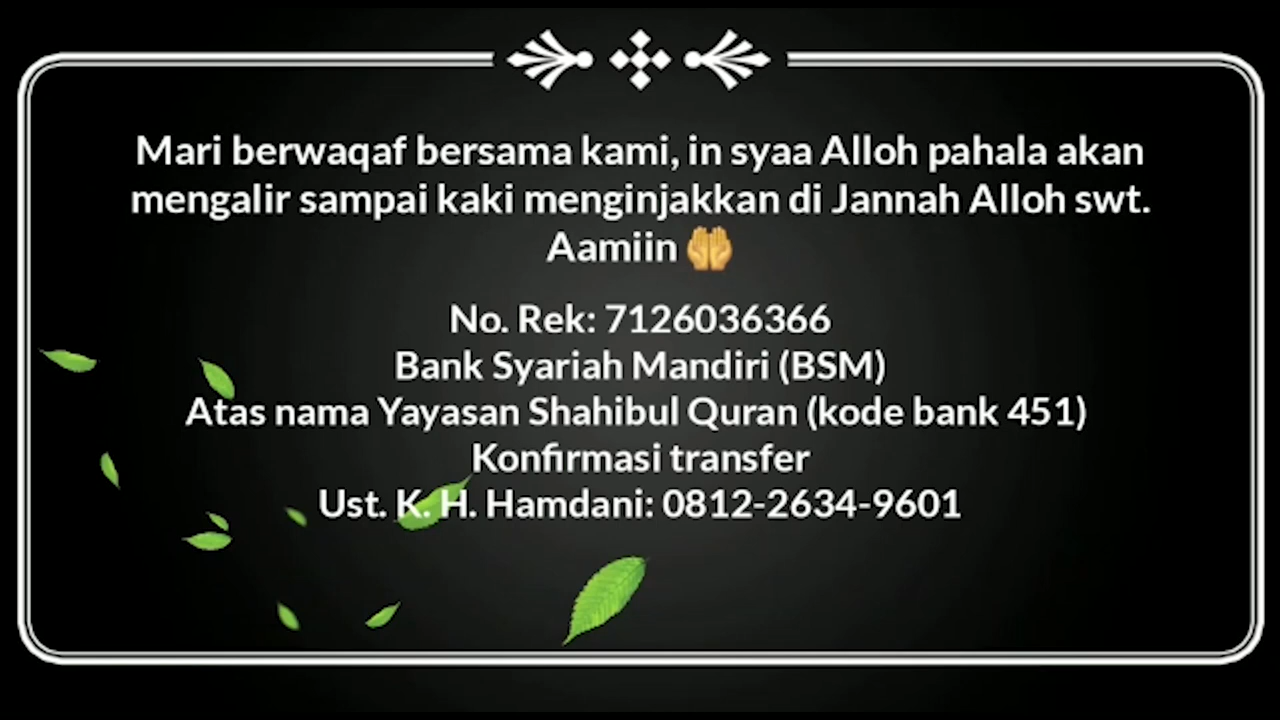 Mari berwaqaf bersama kami, in syaa Alloh pahala akan
mengalir sampai kaki menginjakkan di Jannah Alloh swt.
Aamiin 🤲
No. Rek: 7126036366
Bank Syariah Mandiri (BSM)
Atas nama Yayasan Shahibul Quran (kode bank 451)
Konfirmasi transfer
Ust. K. H. Hamdani: 0812-2634-9601